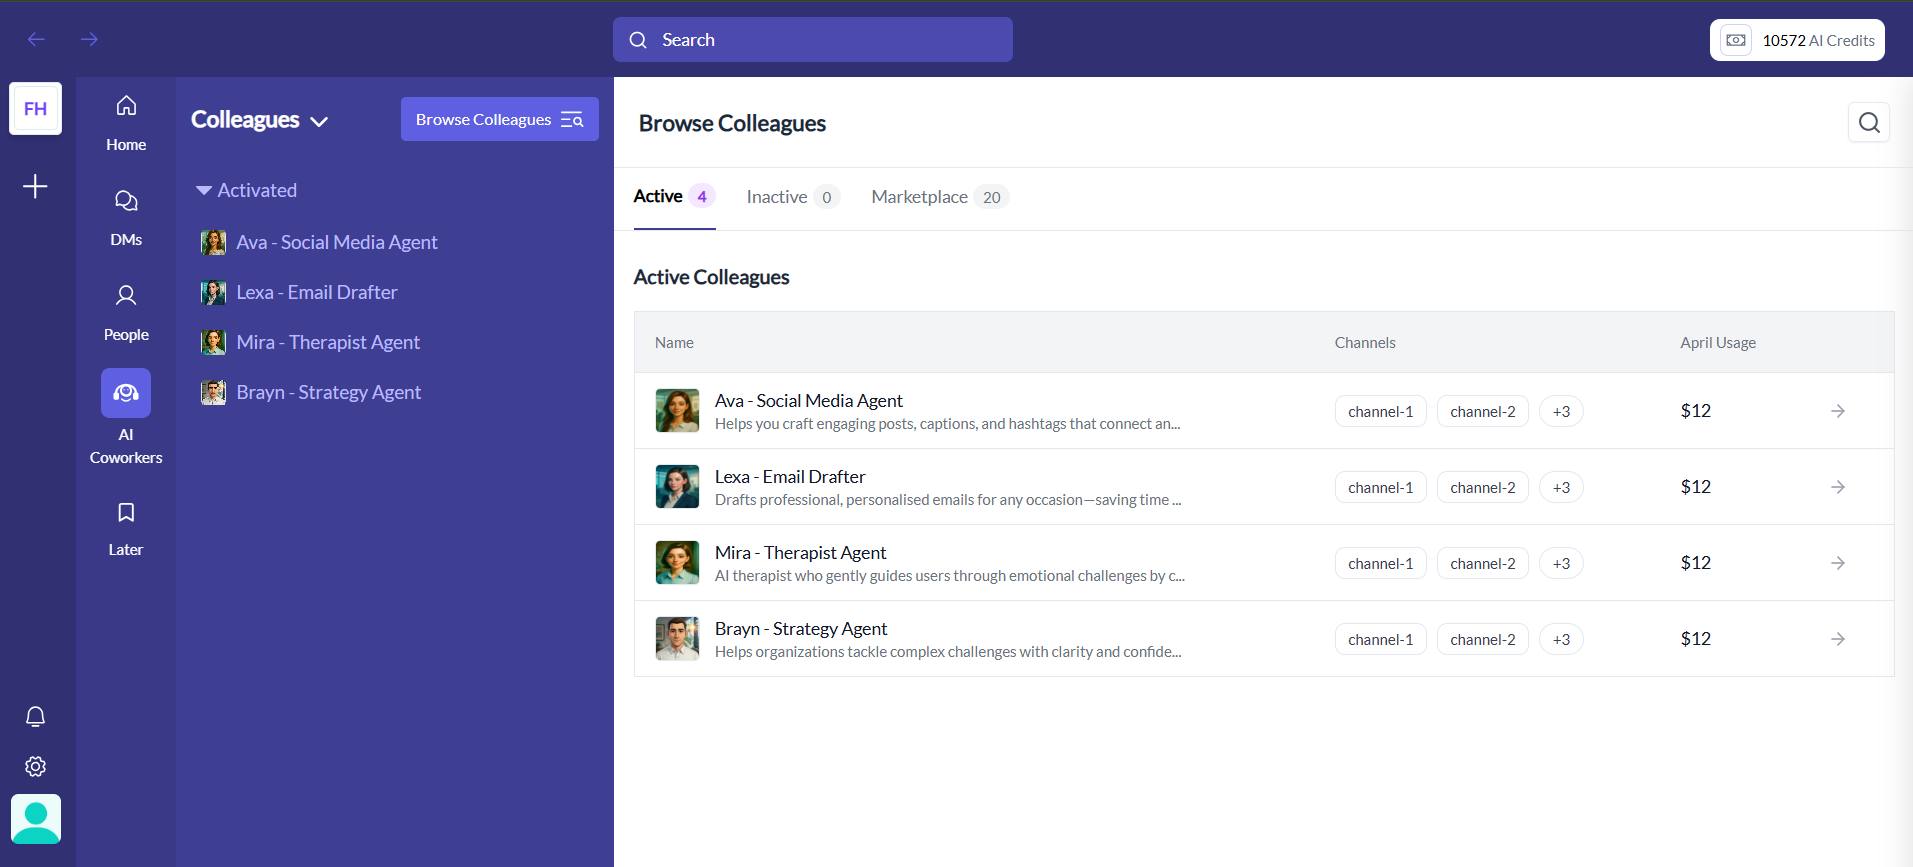 Search
10572 AI Credits
FH
Home
DMs
People
AI
Coworkers
Later
Colleagues
Browse Colleagues
Activated
Ava - Social Media Agent
Lexa - Email Drafter
Mira - Therapist Agent
Brayn - Strategy Agent
Browse Colleagues
Active 4 Inactive 0 Marketplace 20
Active Colleagues
Name Channels April Usage
Ava - Social Media Agent
Helps you craft engaging posts, captions, and hashtags that connect an...
channel-1 channel-2 +3 $12
Lexa - Email Drafter
Drafts professional, personalised emails for any occasion—saving time ...
channel-1 channel-2 +3 $12
Mira - Therapist Agent
AI therapist who gently guides users through emotional challenges by c...
channel-1 channel-2 +3 $12
Brayn - Strategy Agent
Helps organizations tackle complex challenges with clarity and confide...
channel-1 channel-2 +3 $12